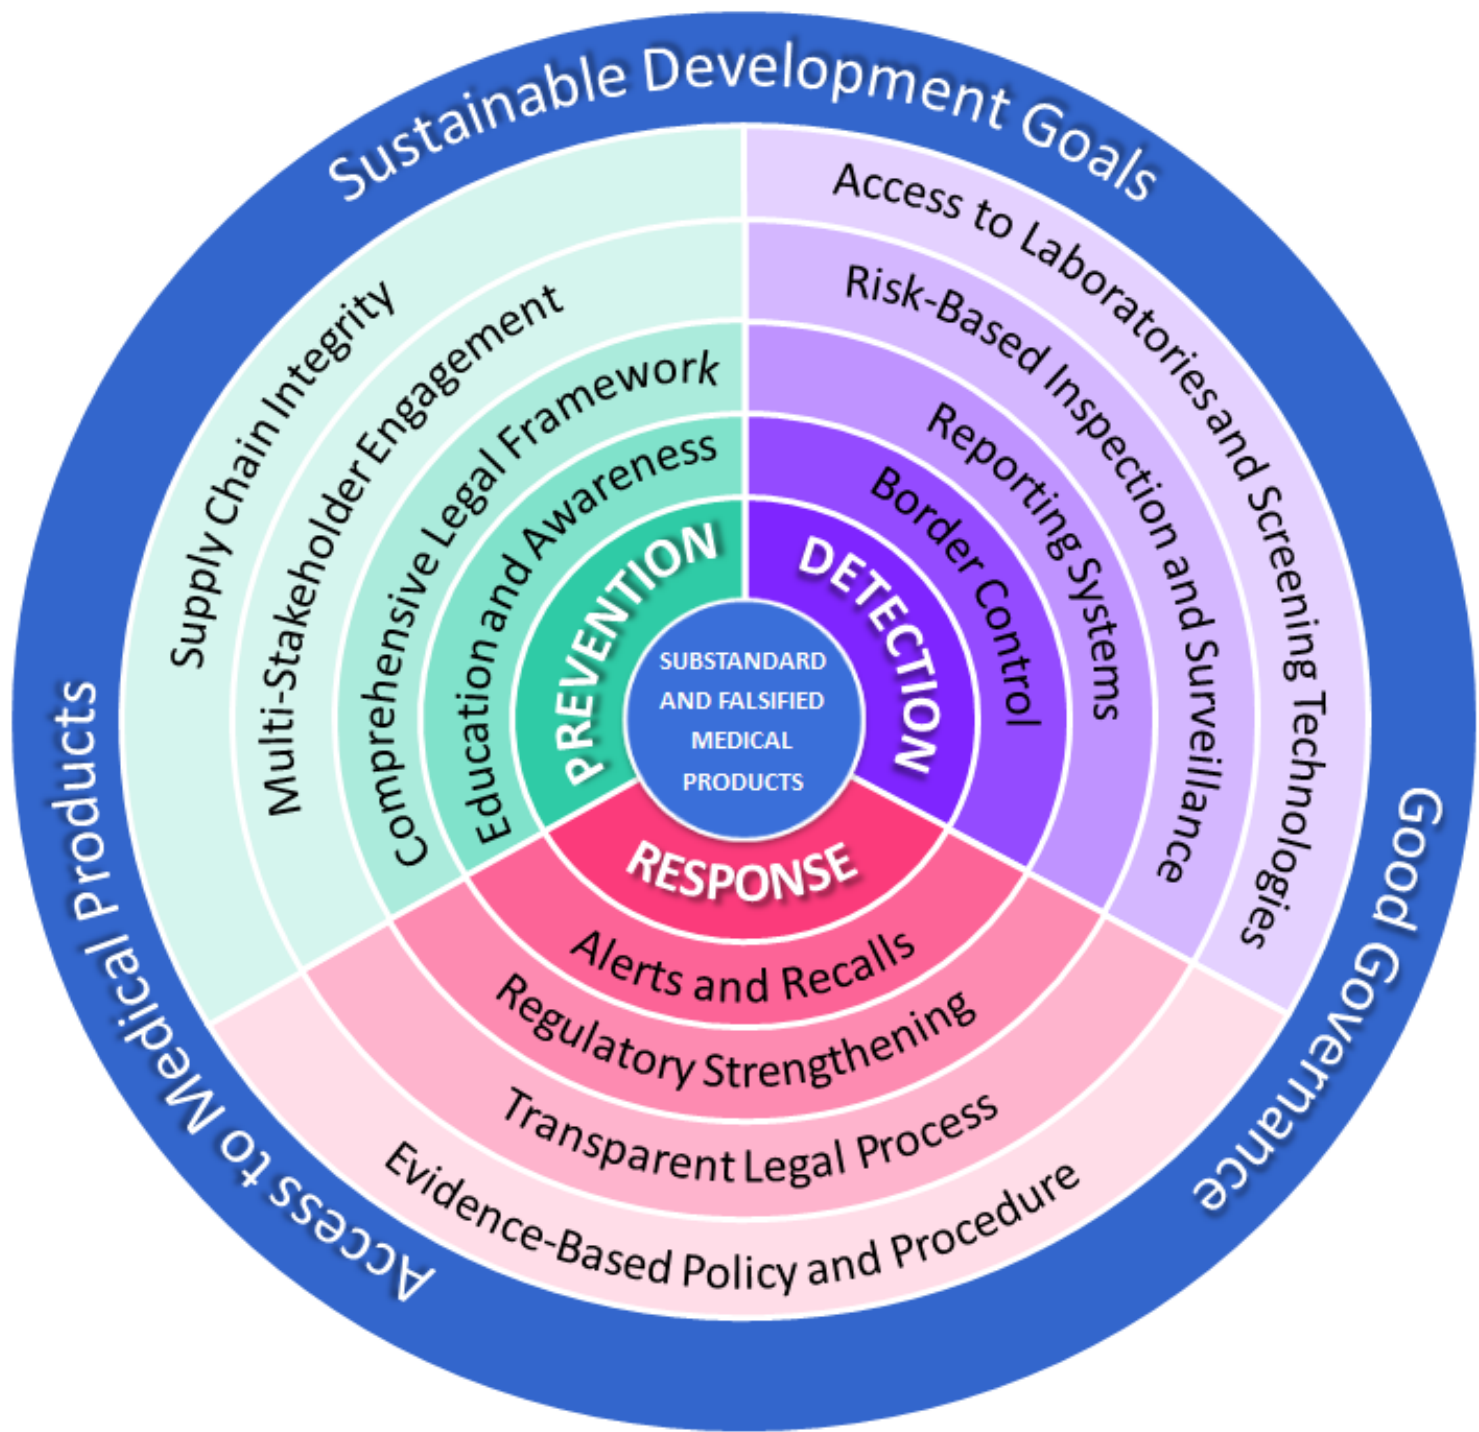 Sustainable Development Goals
Good Governance
Access to Medical Products
SUBSTANDARD
AND FALSIFIED
MEDICAL
PRODUCTS
PREVENTION
Education and Awareness
Comprehensive Legal Framework
Multi-Stakeholder Engagement
Supply Chain Integrity
DETECTION
Border Control
Reporting Systems
Risk-Based Inspection and Surveillance
Access to Laboratories and Screening Technologies
RESPONSE
Alerts and Recalls
Regulatory Strengthening
Transparent Legal Process
Evidence-Based Policy and Procedure